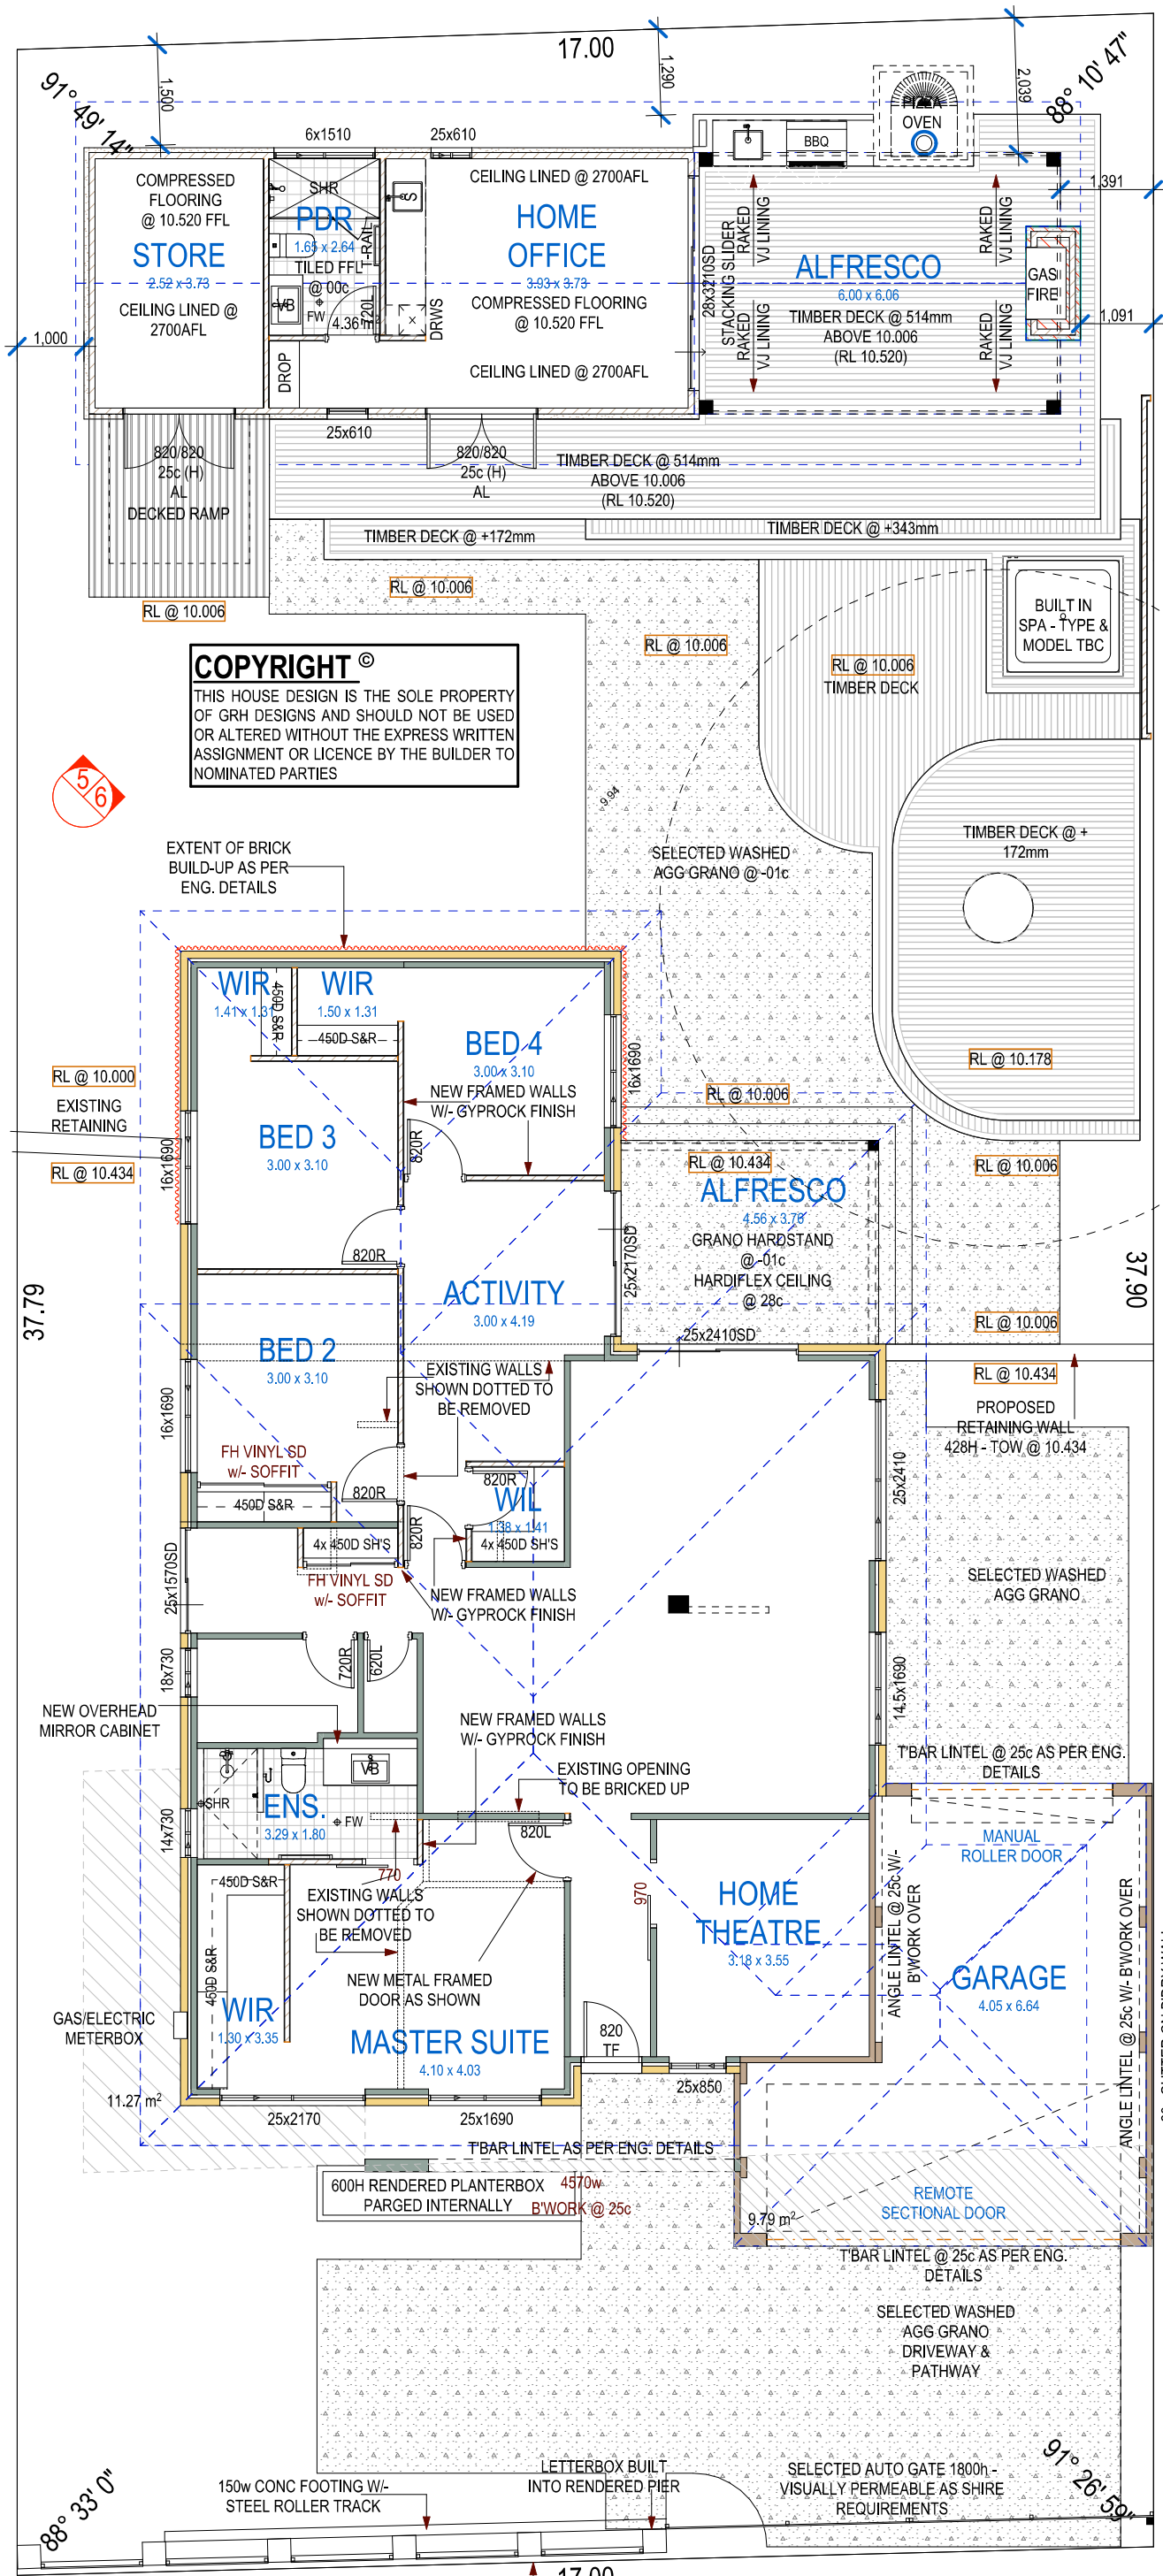 17.00
91° 49' 14"
88° 10' 47"
1,500
1,290
2,039
1,391
1,091
1,000
6x1510
25x610
PIZZA
OVEN
BBQ
COMPRESSED
FLOORING
@ 10.520 FFL
STORE
2.52 x 3.73
CEILING LINED @
2700AFL
SHR
PDR
1.65 x 2.64
TILED FFL
@ 00c
T-RAIL
VB
FW
720L
4.36 m²
DROP
S
DRWS
CEILING LINED @ 2700AFL
HOME
OFFICE
3.93 x 3.73
COMPRESSED FLOORING
@ 10.520 FFL
CEILING LINED @ 2700AFL
28x3210SD
STACKING SLIDER
RAKED
VJ LINING
RAKED
VJ LINING
RAKED
VJ LINING
RAKED
VJ LINING
ALFRESCO
6.00 x 6.06
TIMBER DECK @ 514mm
ABOVE 10.006
(RL 10.520)
GAS
FIRE
25x610
820/820
25c (H)
AL
DECKED RAMP
820/820
25c (H)
AL
TIMBER DECK @ 514mm
ABOVE 10.006
(RL 10.520)
TIMBER DECK @ +172mm
TIMBER DECK @ +343mm
RL @ 10.006
RL @ 10.006
RL @ 10.006
RL @ 10.006
TIMBER DECK
BUILT IN
SPA - TYPE &
MODEL TBC
COPYRIGHT ©
THIS HOUSE DESIGN IS THE SOLE PROPERTY
OF GRH DESIGNS AND SHOULD NOT BE USED
OR ALTERED WITHOUT THE EXPRESS WRITTEN
ASSIGNMENT OR LICENCE BY THE BUILDER TO
NOMINATED PARTIES
5
6
9.94
EXTENT OF BRICK
BUILD-UP AS PER
ENG. DETAILS
SELECTED WASHED
AGG GRANO @ -01c
TIMBER DECK @ +
172mm
RL @ 10.178
WIR
1.41 x 1.31
450D S&R
WIR
1.50 x 1.31
450D S&R
BED 4
3.00 x 3.10
NEW FRAMED WALLS
W/- GYPROCK FINISH
16x1690
820R
RL @ 10.000
EXISTING
RETAINING
RL @ 10.434
16x1690
BED 3
3.00 x 3.10
820R
RL @ 10.006
RL @ 10.434
ALFRESCO
4.56 x 3.76
GRANO HARDSTAND
@ -01c
HARDIFLEX CEILING
@ 28c
RL @ 10.006
RL @ 10.006
RL @ 10.434
PROPOSED
RETAINING WALL
428H - TOW @ 10.434
37.79
37.90
ACTIVITY
3.00 x 4.19
25x2170SD
25x2410SD
BED 2
3.00 x 3.10
16x1690
EXISTING WALLS
SHOWN DOTTED TO
BE REMOVED
FH VINYL SD
w/- SOFFIT
450D S&R
820R
820R
820R
WIL
1.38 x 1.41
4x 450D SH'S
4x 450D SH'S
FH VINYL SD
w/- SOFFIT
NEW FRAMED WALLS
W/- GYPROCK FINISH
25x1570SD
25x2410
SELECTED WASHED
AGG GRANO
18x730
720R
620L
14.5x1690
NEW OVERHEAD
MIRROR CABINET
NEW FRAMED WALLS
W/- GYPROCK FINISH
EXISTING OPENING
TO BE BRICKED UP
T'BAR LINTEL @ 25c AS PER ENG.
DETAILS
VB
SHR
ENS.
3.29 x 1.80
FW
14x730
820L
770
450D S&R
EXISTING WALLS
SHOWN DOTTED TO
BE REMOVED
450D S&R
WIR
1.30 x 3.35
NEW METAL FRAMED
DOOR AS SHOWN
MASTER SUITE
4.10 x 4.03
970
HOME
THEATRE
3.18 x 3.55
ANGLE LINTEL @ 25c W/-
B'WORK OVER
MANUAL
ROLLER DOOR
GARAGE
4.05 x 6.64
ANGLE LINTEL @ 25c W/- B'WORK OVER
GAS/ELECTRIC
METERBOX
11.27 m²
820
TF
25x850
25x2170
25x1690
T'BAR LINTEL AS PER ENG. DETAILS
600H RENDERED PLANTERBOX
PARGED INTERNALLY
4570w
B'WORK @ 25c
9.79 m²
REMOTE
SECTIONAL DOOR
T'BAR LINTEL @ 25c AS PER ENG.
DETAILS
SELECTED WASHED
AGG GRANO
DRIVEWAY &
PATHWAY
88° 33' 0"
150w CONC FOOTING W/-
STEEL ROLLER TRACK
LETTERBOX BUILT
INTO RENDERED PIER
SELECTED AUTO GATE 1800h -
VISUALLY PERMEABLE AS SHIRE
REQUIREMENTS
91° 26' 59"
17.00